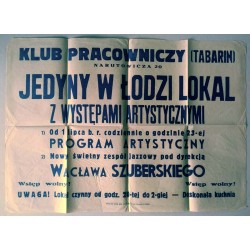 KLUB PRACOWNICZY (TABARIN)
NARUTOWICZA 20
JEDYNY W ŁODZI LOKAL
Z WYSTĘPAMI ARTYSTYCZNYMI
Od 1 lipca b. r. codziennie o godzinie 23-ej
PROGRAM ARTYSTYCZNY
Nowy świetny zespół jazzowy pod dyrekcją
WACŁAWA SZUBERSKIEGO
Wstęp wolny! Wstęp wolny!
UWAGA! Lokal czynny od godz. 21-ej do 2-giej — Doskonała kuchnia